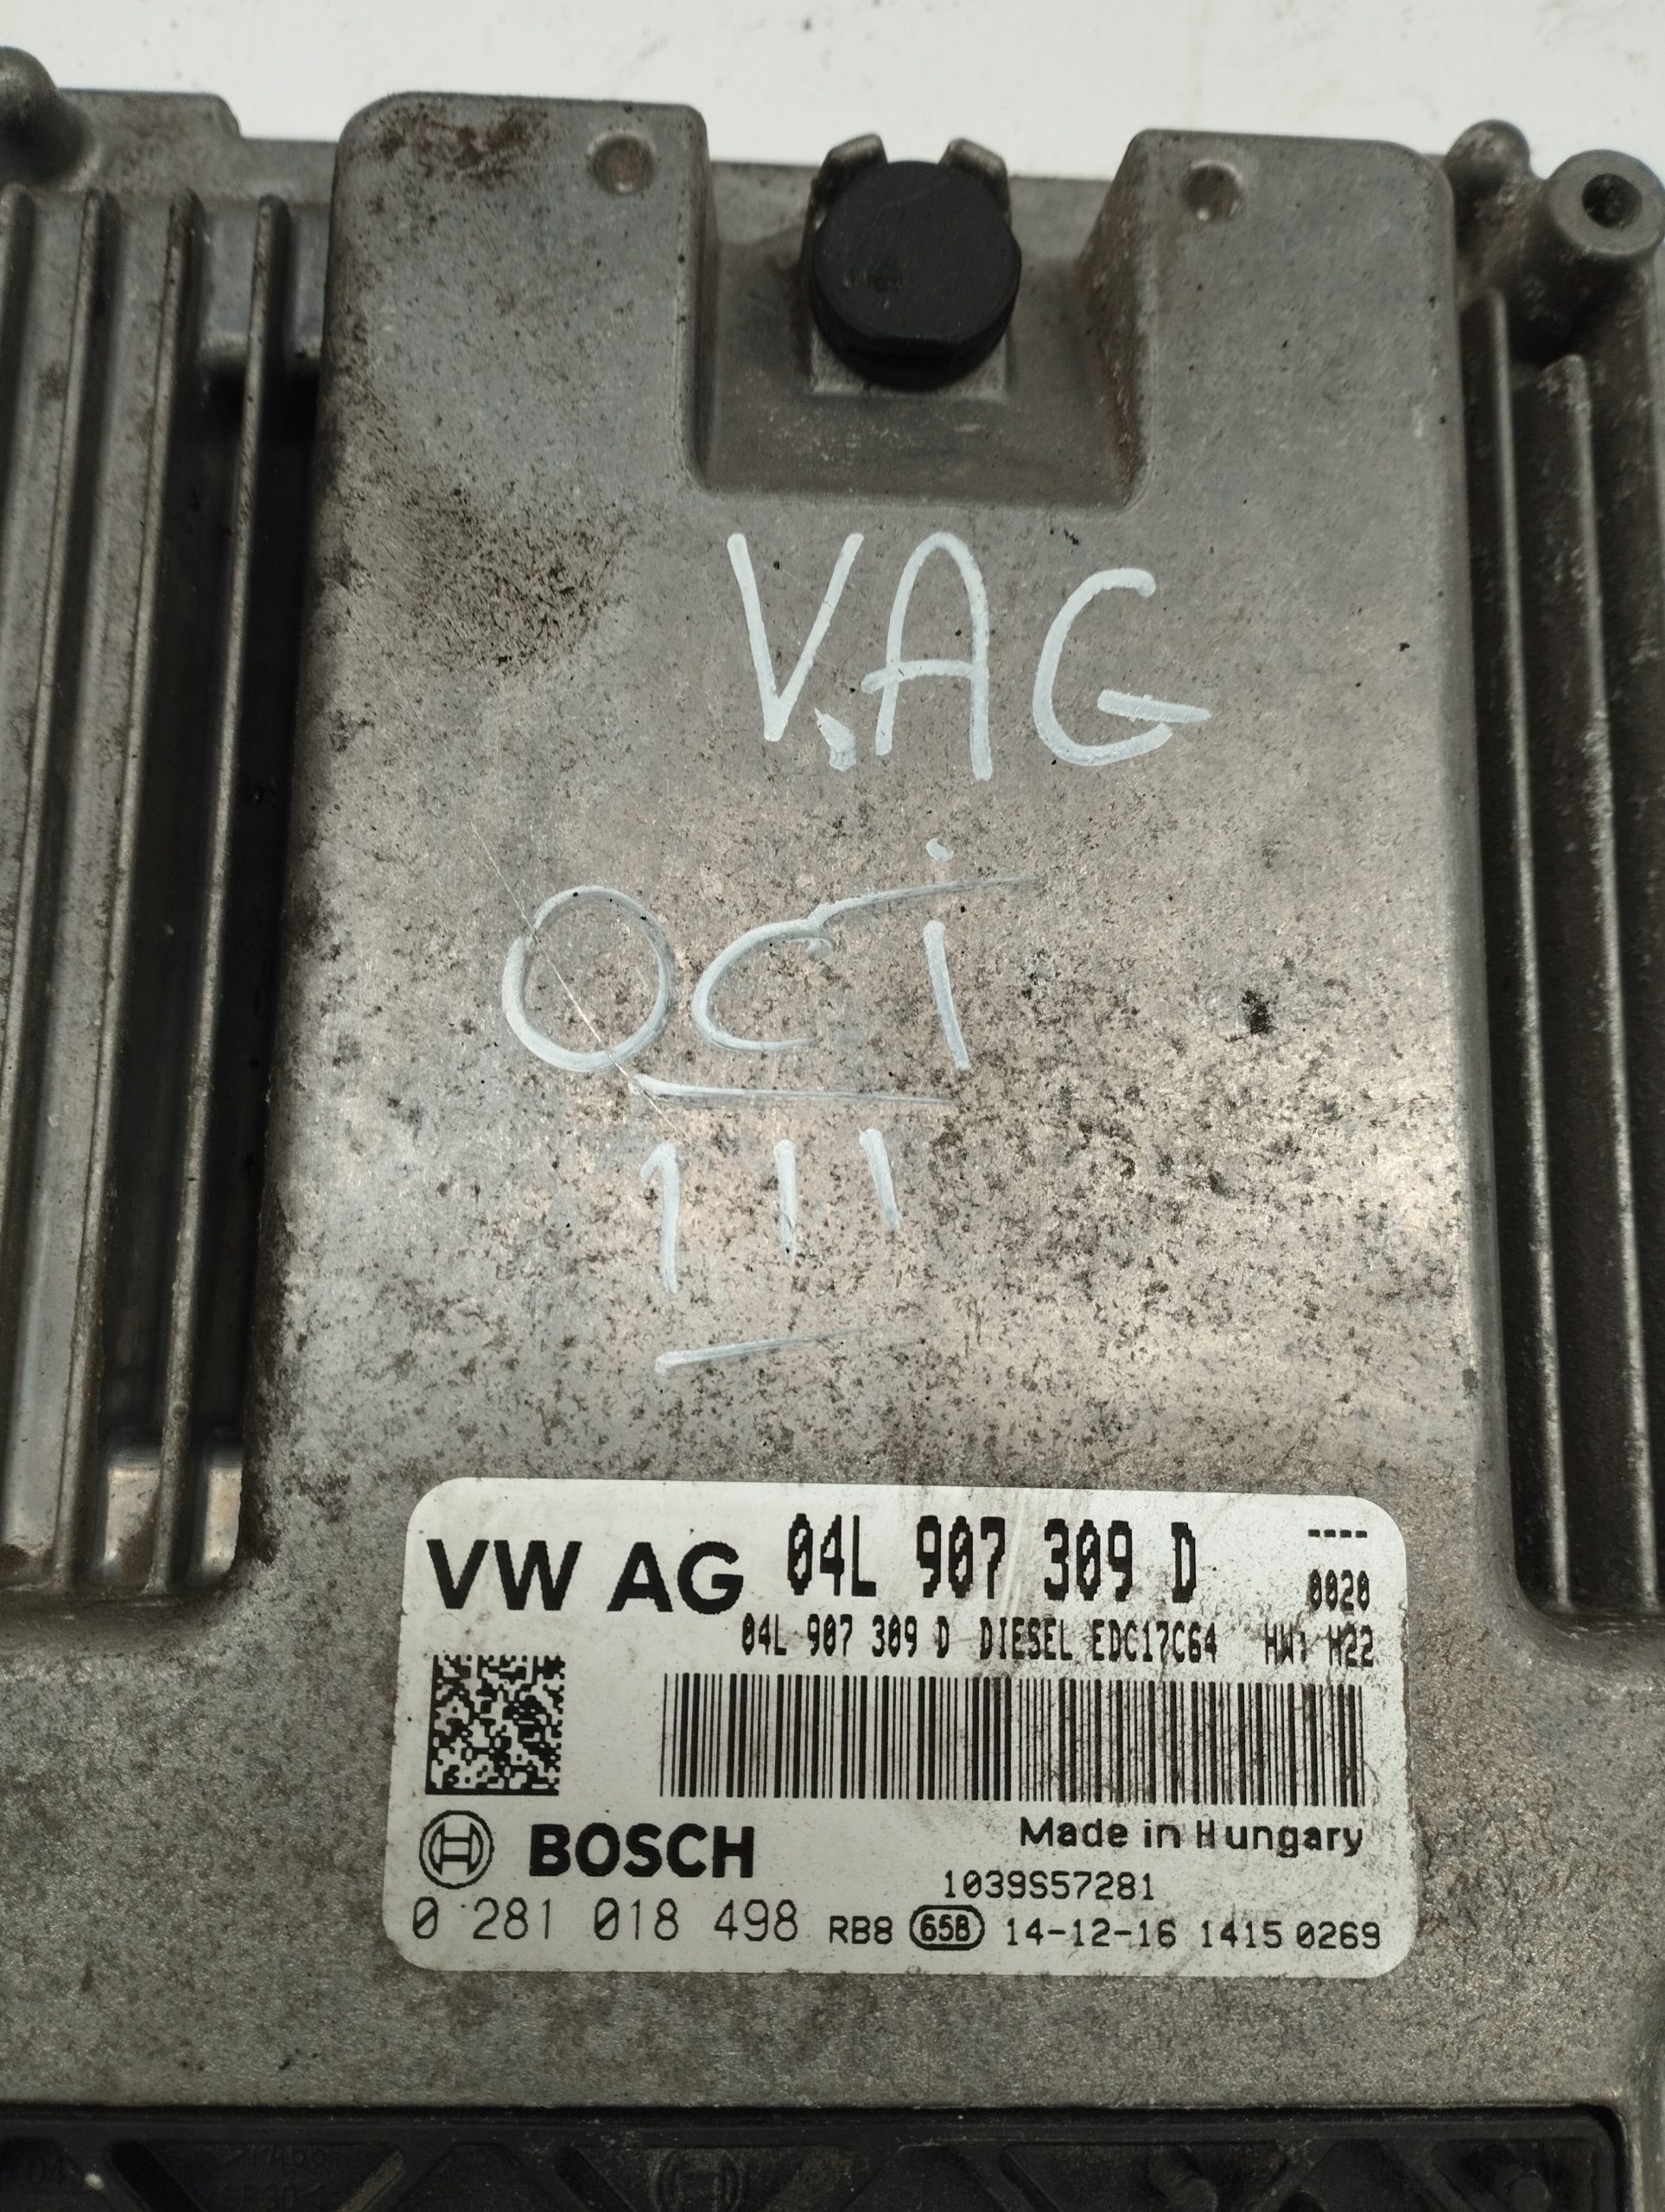 V.AG
OCi
111
VW AG 04L 907 309 D ----
0020
04L 907 309 D DIESEL EDC17C64 HW: H22
BOSCH Made in Hungary
1039S57281
0 281 018 498 RB8 65B 14-12-16 1415 0269